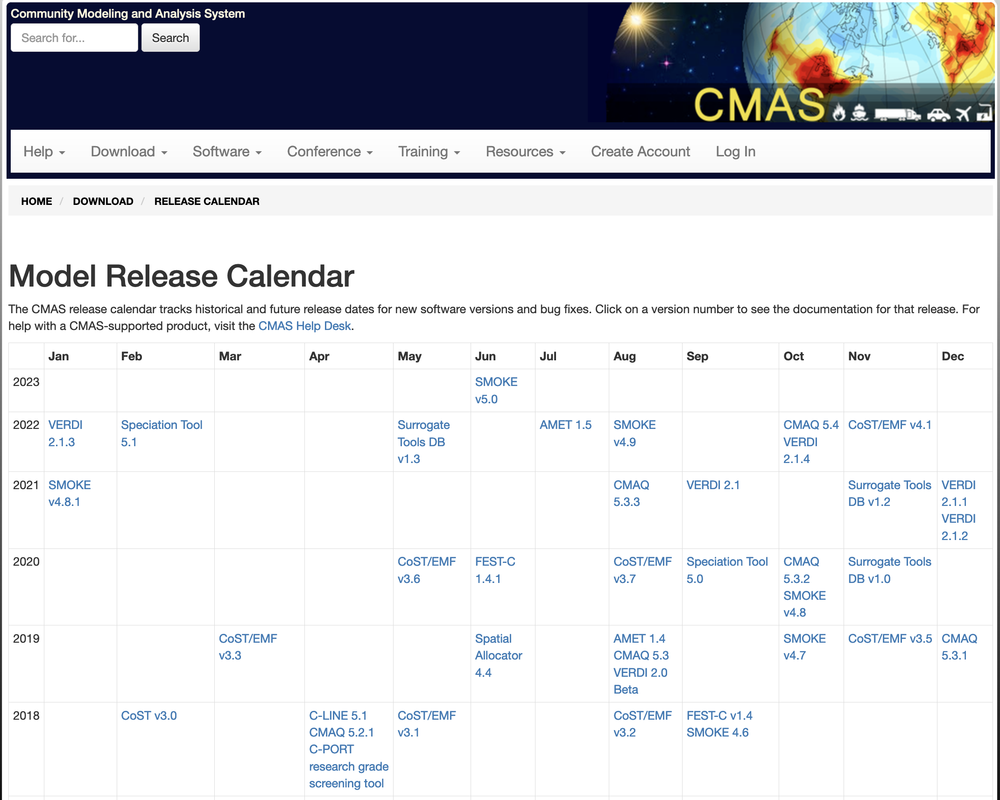 Community Modeling and Analysis System
Search for...
Search
CMAS
Help
Download
Software
Conference
Training
Resources
Create Account
Log In
HOME / DOWNLOAD / RELEASE CALENDAR
Model Release Calendar
The CMAS release calendar tracks historical and future release dates for new software versions and bug fixes. Click on a version number to see the documentation for that release. For
help with a CMAS-supported product, visit the CMAS Help Desk.
Jan Feb Mar Apr May Jun Jul Aug Sep Oct Nov Dec
2023
SMOKE
v5.0
2022
VERDI
2.1.3
Speciation Tool
5.1
Surrogate
Tools DB
v1.3
AMET 1.5
SMOKE
v4.9
CMAQ 5.4
VERDI
2.1.4
CoST/EMF v4.1
2021
SMOKE
v4.8.1
CMAQ
5.3.3
VERDI 2.1
Surrogate Tools
DB v1.2
VERDI
2.1.1
VERDI
2.1.2
2020
CoST/EMF
v3.6
FEST-C
1.4.1
CoST/EMF
v3.7
Speciation Tool
5.0
CMAQ
5.3.2
SMOKE
v4.8
Surrogate Tools
DB v1.0
2019
CoST/EMF
v3.3
Spatial
Allocator
4.4
AMET 1.4
CMAQ 5.3
VERDI 2.0
Beta
SMOKE
v4.7
CoST/EMF v3.5
CMAQ
5.3.1
2018
CoST v3.0
C-LINE 5.1
CMAQ 5.2.1
C-PORT
research grade
screening tool
CoST/EMF
v3.1
CoST/EMF
v3.2
FEST-C v1.4
SMOKE 4.6